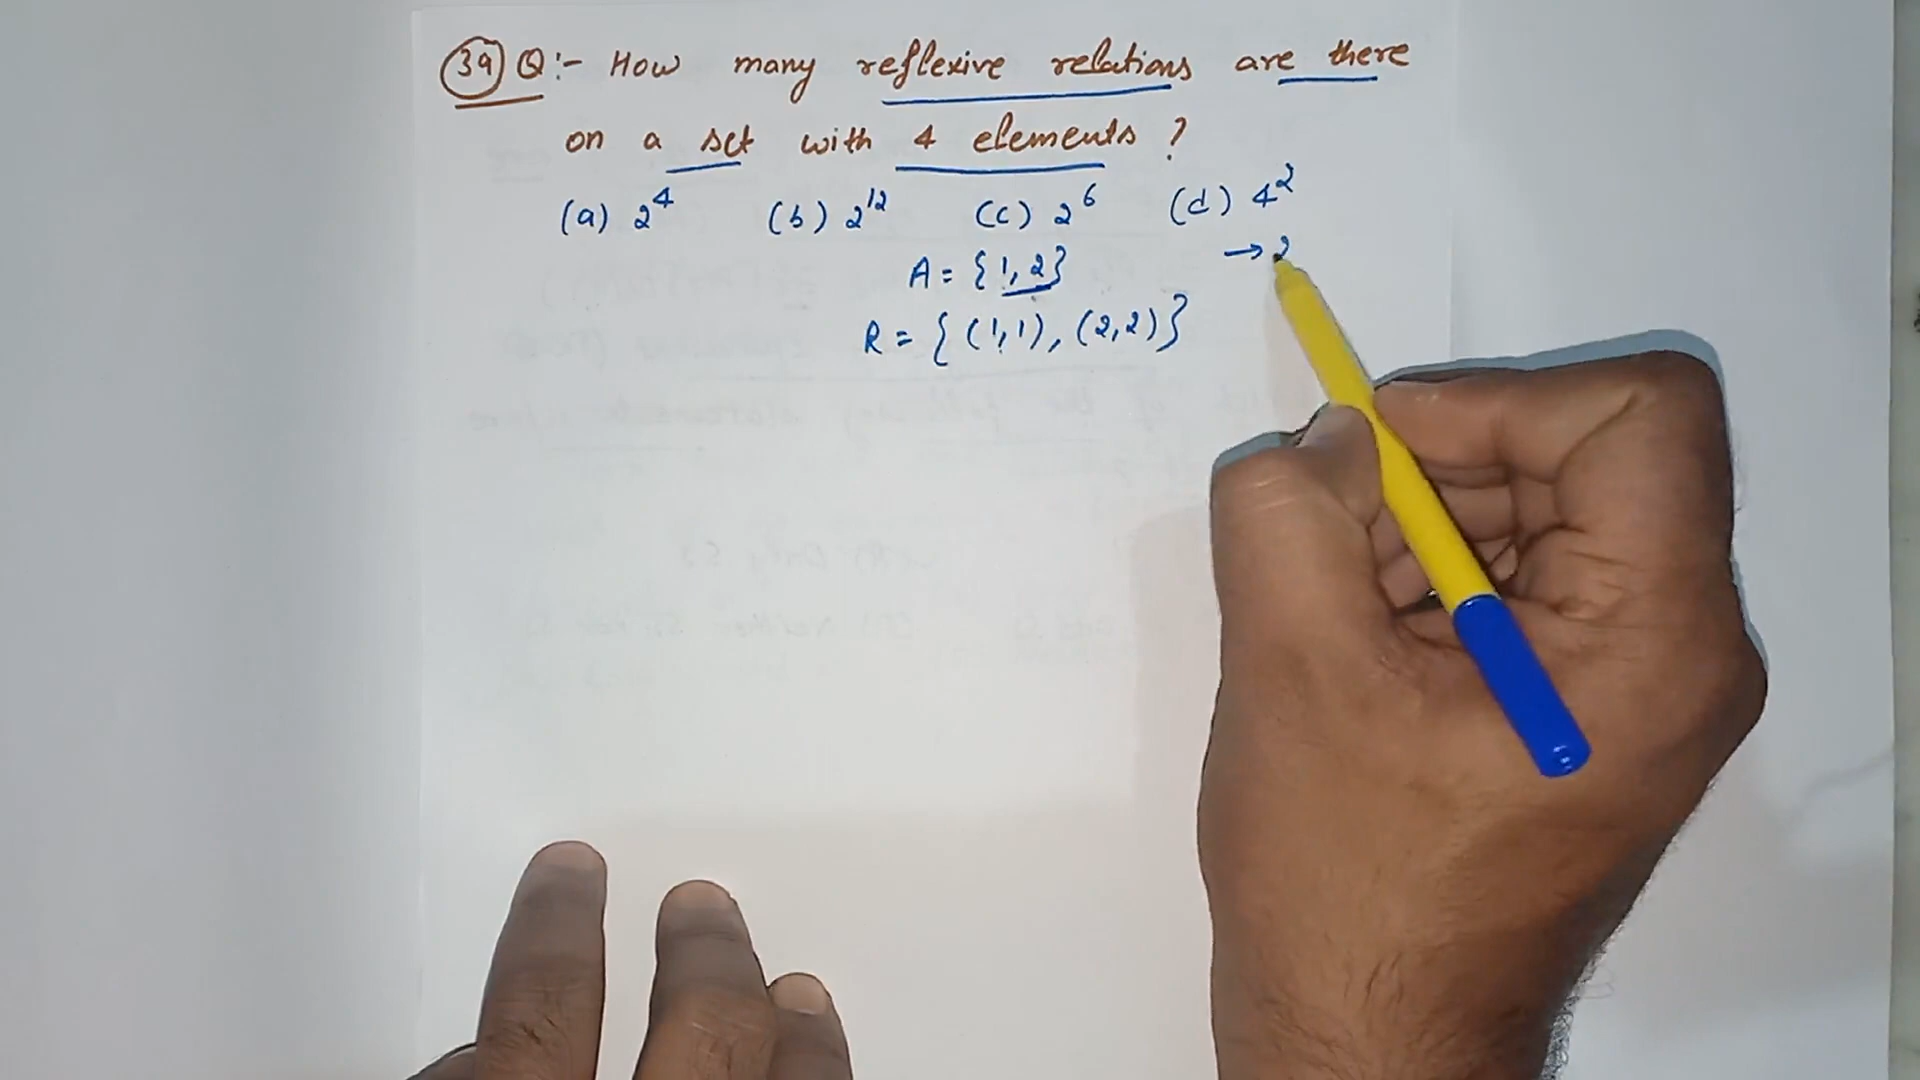 39 Q:- How many reflexive relations are there
on a set with 4 elements ?
(a) 2^4 (b) 2^12 (c) 2^6 (d) 4^2
→ 2
A = {1, 2}
R = {(1,1), (2,2)}